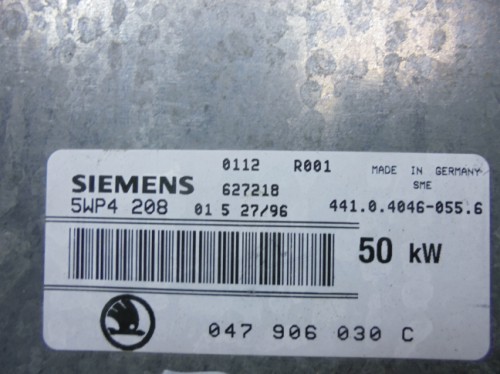 0112 R001 MADE IN GERMANY
SME
SIEMENS 627218
5WP4 208 01 5 27/96 441.0.4046-055.6
50 kW
047 906 030 C